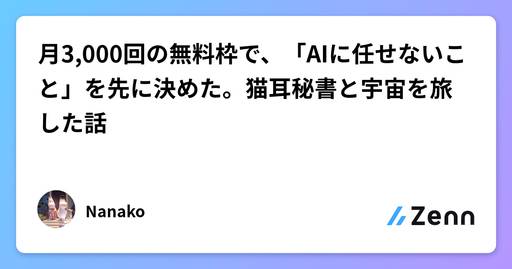 月3,000回の無料枠で、「AIに任せないこ
と」を先に決めた。猫耳秘書と宇宙を旅
した話
Nanako
Zenn